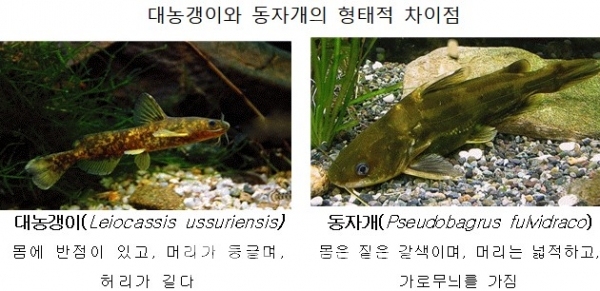 대농갱이와 동자개의 형태적 차이점
대농갱이(Leiocassis ussuriensis)
몸에 반점이 있고, 머리가 둥글며,
허리가 길다
동자개(Pseudobagrus fulvidraco)
몸은 짙은 갈색이며, 머리는 넓적하고,
가로무늬를 가짐